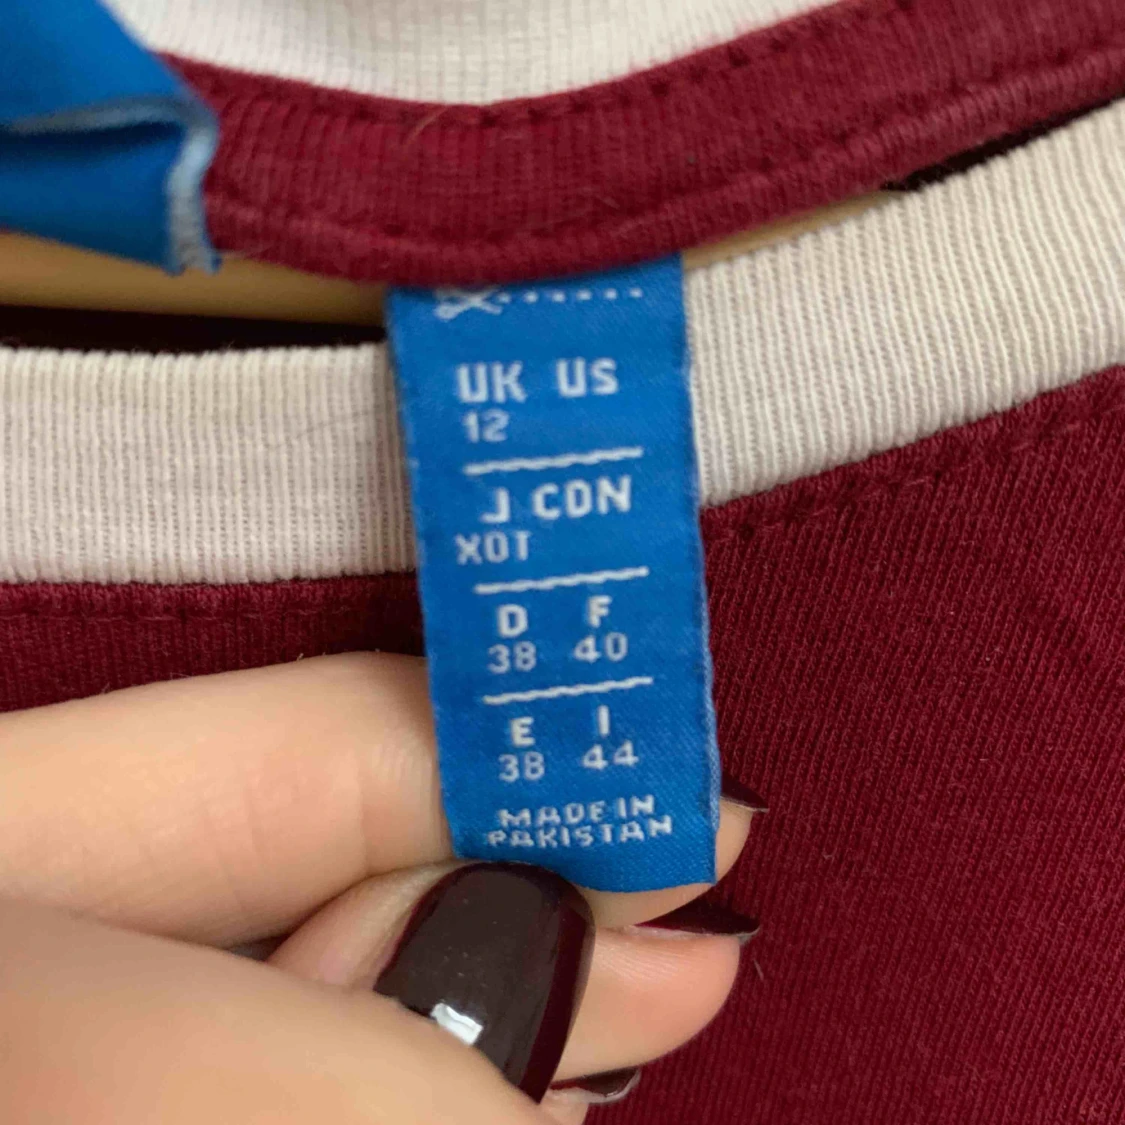 UK US
12
J CDN
XOT
D F
38 40
E I
38 44
MADE IN
PAKISTAN